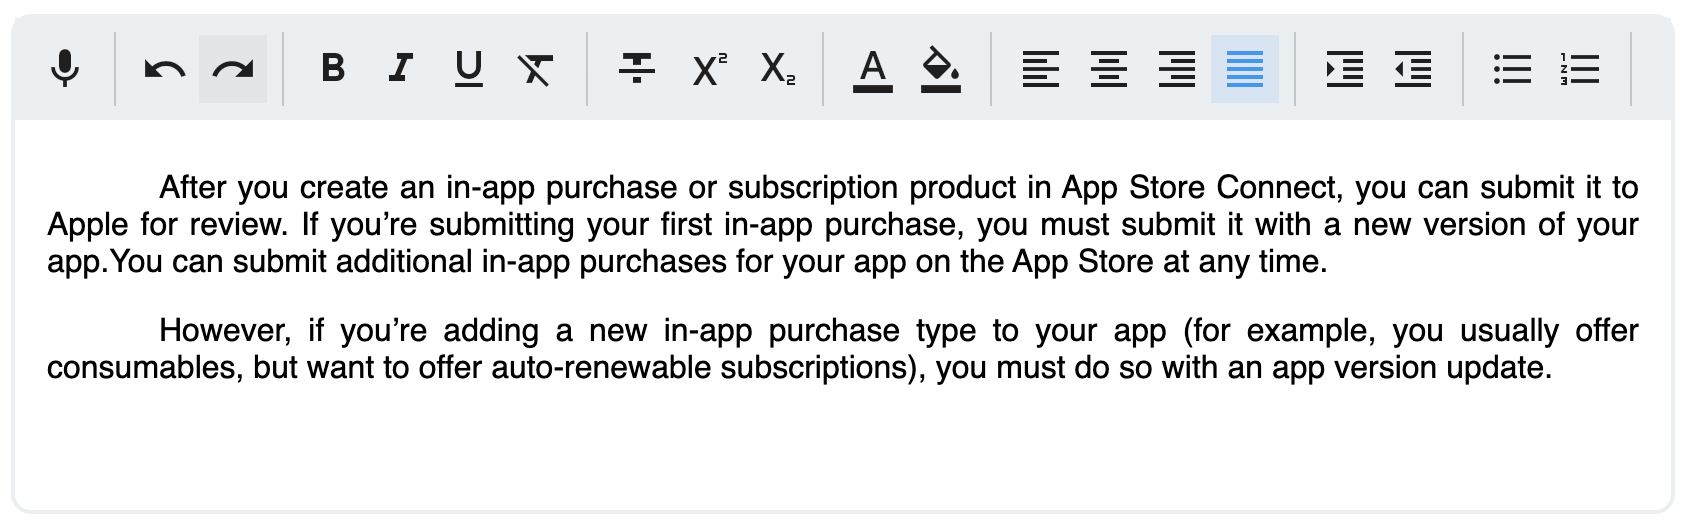 B I U T T X² X₂ A
After you create an in-app purchase or subscription product in App Store Connect, you can submit it to
Apple for review. If you’re submitting your first in-app purchase, you must submit it with a new version of your
app.You can submit additional in-app purchases for your app on the App Store at any time.
However, if you’re adding a new in-app purchase type to your app (for example, you usually offer
consumables, but want to offer auto-renewable subscriptions), you must do so with an app version update.